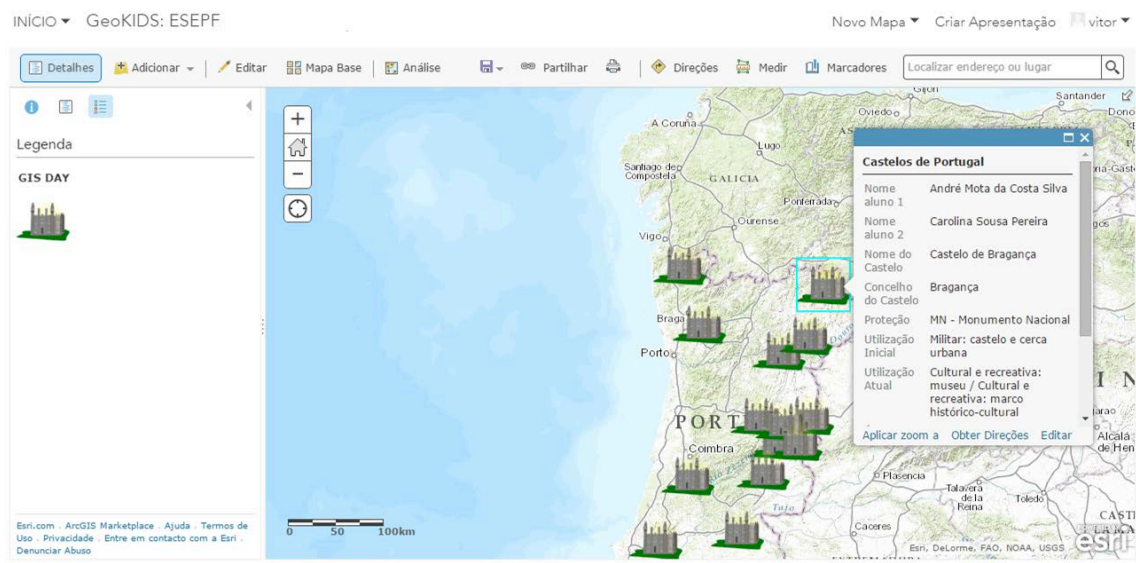 INÍCIO GeoKIDS: ESEPF Novo Mapa Criar Apresentação vitor
Detalhes Adicionar Editar Mapa Base Análise Partilhar Direções Medir Marcadores Localizar endereço ou lugar
Legenda
GIS DAY
Esri.com . ArcGIS Marketplace . Ajuda . Termos de
Uso . Privacidade . Entre em contacto com a Esri .
Denunciar Abuso
Gijón
Santander
Oviedo
A Coruña
Lugo
Santiago de
Compostela
GALICIA
Ponferrada
Ourense
Vigo
Braga
Porto
PORT
Coimbra
Plasencia
Talavera
de la
Reina
Toledo
Tajo
Caceres
Alcalá
de Hen
CASTI
Castelos de Portugal
Nome André Mota da Costa Silva
aluno 1
Nome Carolina Sousa Pereira
aluno 2
Nome do Castelo de Bragança
Castelo
Concelho Bragança
do Castelo
Proteção MN - Monumento Nacional
Utilização Militar: castelo e cerca
Inicial urbana
Utilização Cultural e recreativa:
Atual museu / Cultural e
recreativa: marco
histórico-cultural
Aplicar zoom a Obter Direções Editar
0 50 100km
Esri, DeLorme, FAO, NOAA, USGS
esri